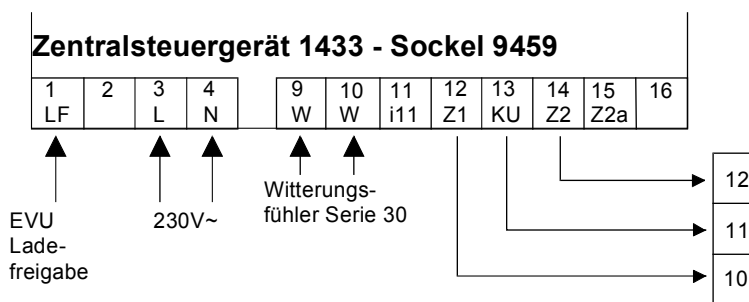 Zentralsteuergerät 1433 - Sockel 9459
1 2 3 4 9 10 11 12 13 14 15 16
LF L N W W i11 Z1 KU Z2 Z2a
EVU
Lade-
freigabe
230V~
Witterungs-
fühler Serie 30
12
11
10